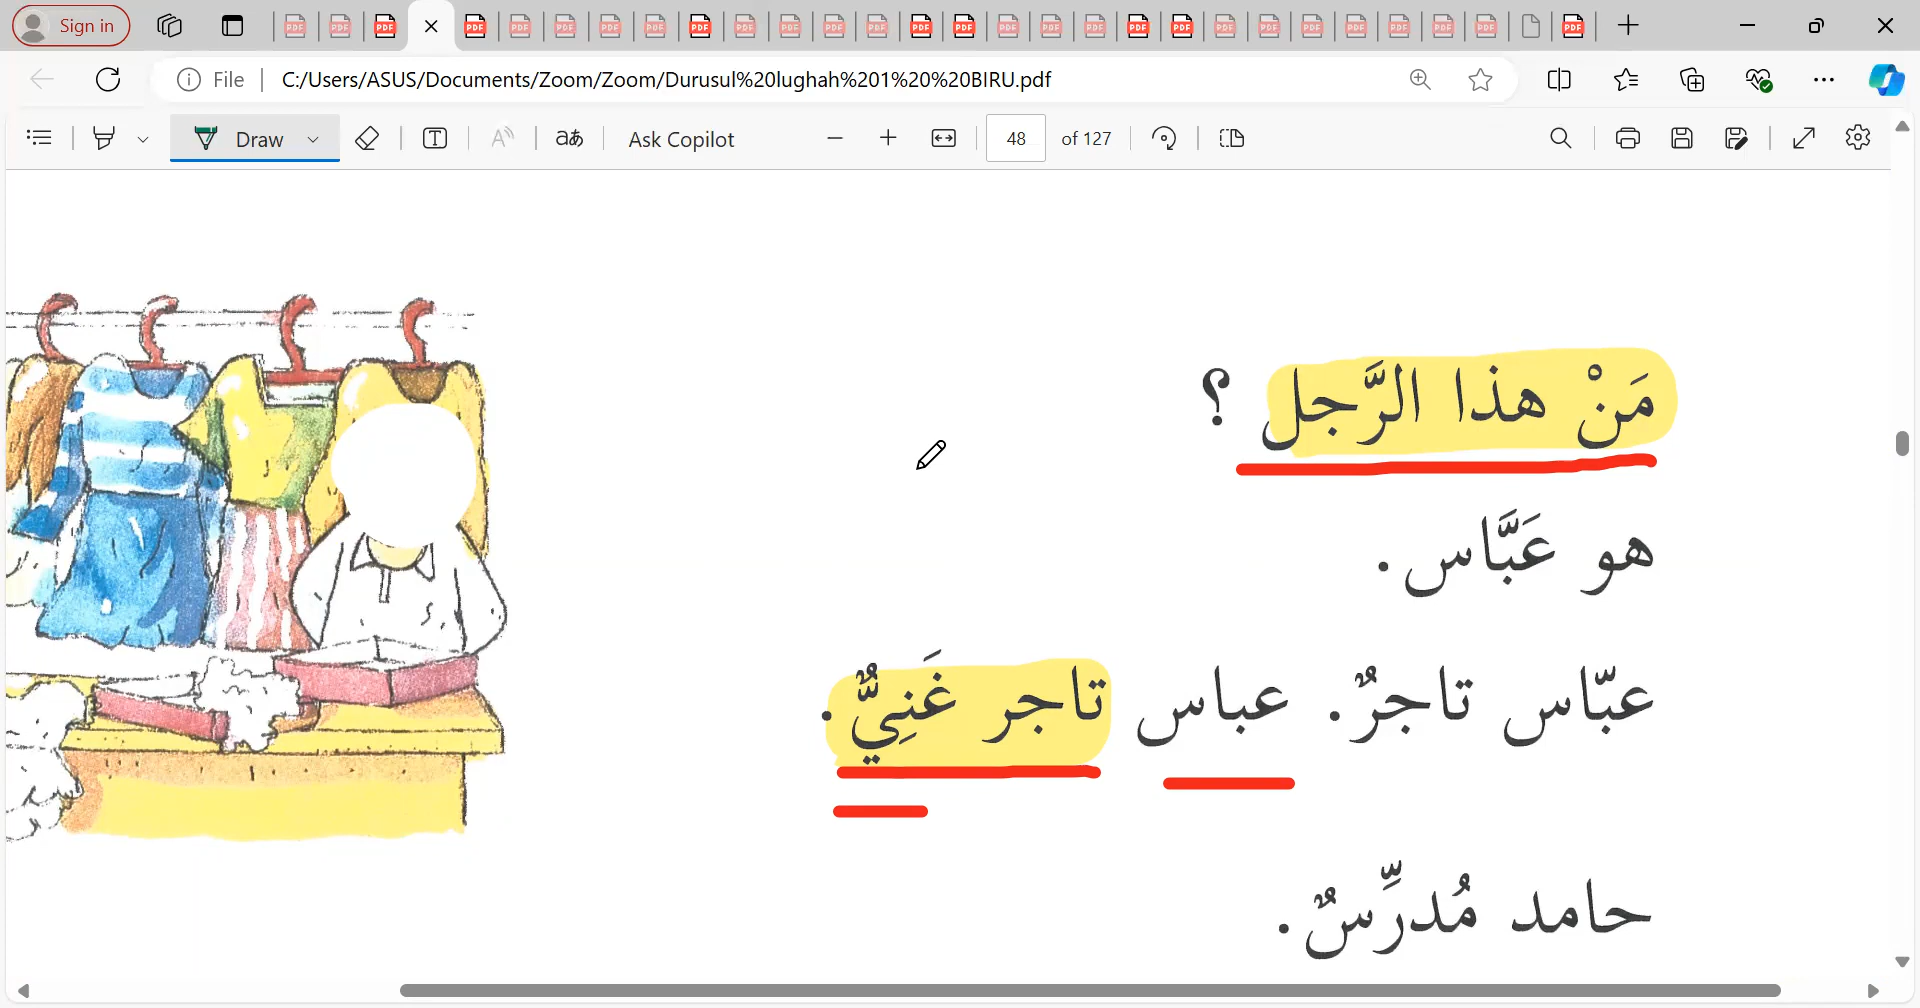 Sign in
File
C:/Users/ASUS/Documents/Zoom/Zoom/Durusul%20lughah%201%20%20BIRU.pdf
Draw
Ask Copilot
48 of 127
مَنْ هذا الرَّجل ؟
هو عَبَّاس .
عبّاس تاجرٌ. عباس تاجر غَنِيٌّ.
حامد مُدرِّسٌ .